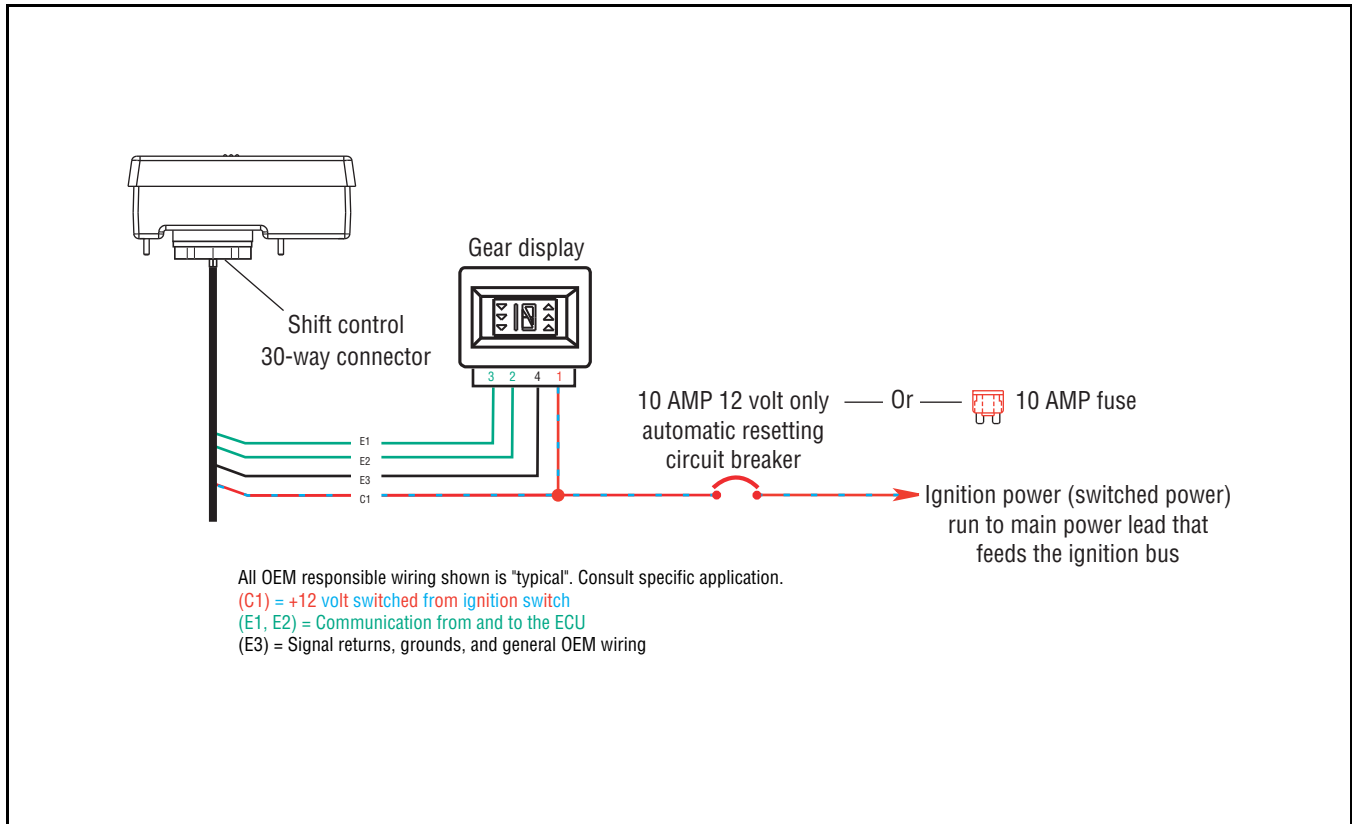 Gear display
Shift control
30-way connector
3 2 4 1
10 AMP 12 volt only
automatic resetting
circuit breaker
Or
10 AMP fuse
E1
E2
E3
C1
Ignition power (switched power)
run to main power lead that
feeds the ignition bus
All OEM responsible wiring shown is "typical". Consult specific application.
(C1) = +12 volt switched from ignition switch
(E1, E2) = Communication from and to the ECU
(E3) = Signal returns, grounds, and general OEM wiring